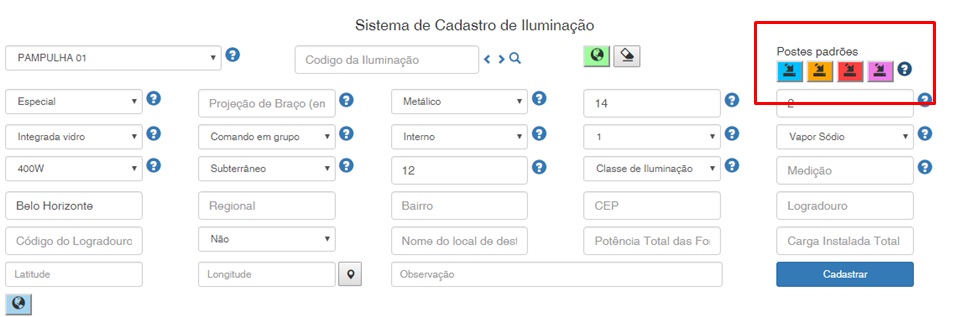 Sistema de Cadastro de Iluminação
Postes padrões
PAMPULHA 01
Codigo da Iluminação
Especial
Projeção de Braço (em
Metálico
14
2
Integrada vidro
Comando em grupo
Interno
1
Vapor Sódio
400W
Subterrâneo
12
Classe de Iluminação
Medição
Belo Horizonte
Regional
Bairro
CEP
Logradouro
Código do Logradouro
Não
Nome do local de dest
Potência Total das Fo
Carga Instalada Total
Latitude
Longitude
Observação
Cadastrar